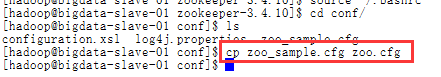 [hadoop@bigdata-slave-01 zookeeper-3.4.10]$ source ~/.bashrc
[hadoop@bigdata-slave-01 zookeeper-3.4.10]$ cd conf/
[hadoop@bigdata-slave-01 conf]$ ls
configuration.xsl log4j.properties zoo_sample.cfg
[hadoop@bigdata-slave-01 conf]$ cp zoo_sample.cfg zoo.cfg
[hadoop@bigdata-slave-01 conf]$